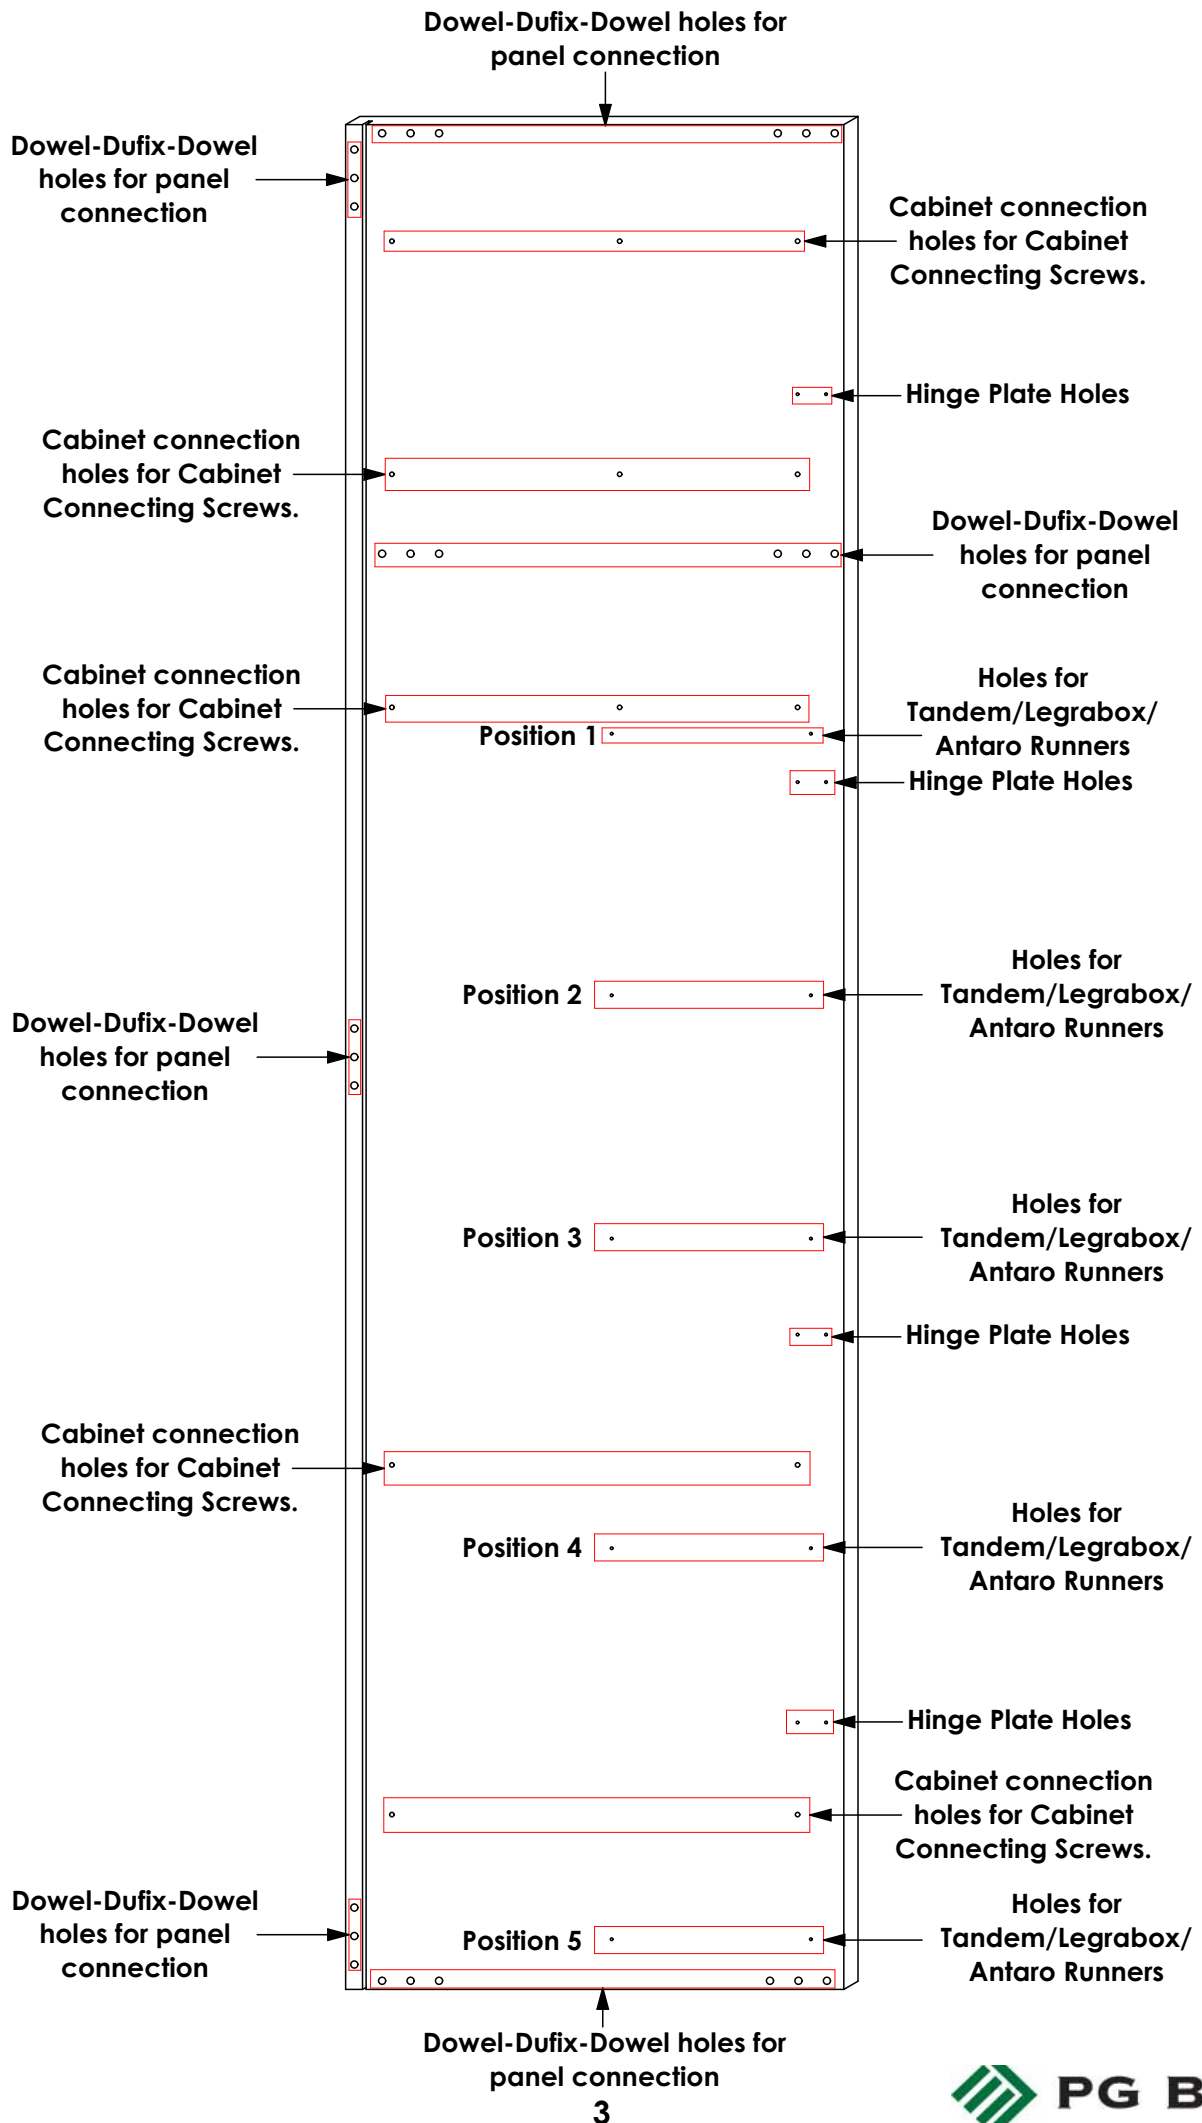 Dowel-Dufix-Dowel holes for
panel connection
Dowel-Dufix-Dowel
holes for panel
connection
Cabinet connection
holes for Cabinet
Connecting Screws.
Hinge Plate Holes
Cabinet connection
holes for Cabinet
Connecting Screws.
Dowel-Dufix-Dowel
holes for panel
connection
Cabinet connection
holes for Cabinet
Connecting Screws.
Position 1
Holes for
Tandem/Legrabox/
Antaro Runners
Hinge Plate Holes
Position 2
Holes for
Tandem/Legrabox/
Antaro Runners
Dowel-Dufix-Dowel
holes for panel
connection
Position 3
Holes for
Tandem/Legrabox/
Antaro Runners
Hinge Plate Holes
Cabinet connection
holes for Cabinet
Connecting Screws.
Position 4
Holes for
Tandem/Legrabox/
Antaro Runners
Hinge Plate Holes
Cabinet connection
holes for Cabinet
Connecting Screws.
Dowel-Dufix-Dowel
holes for panel
connection
Position 5
Holes for
Tandem/Legrabox/
Antaro Runners
Dowel-Dufix-Dowel holes for
panel connection
3
PG B